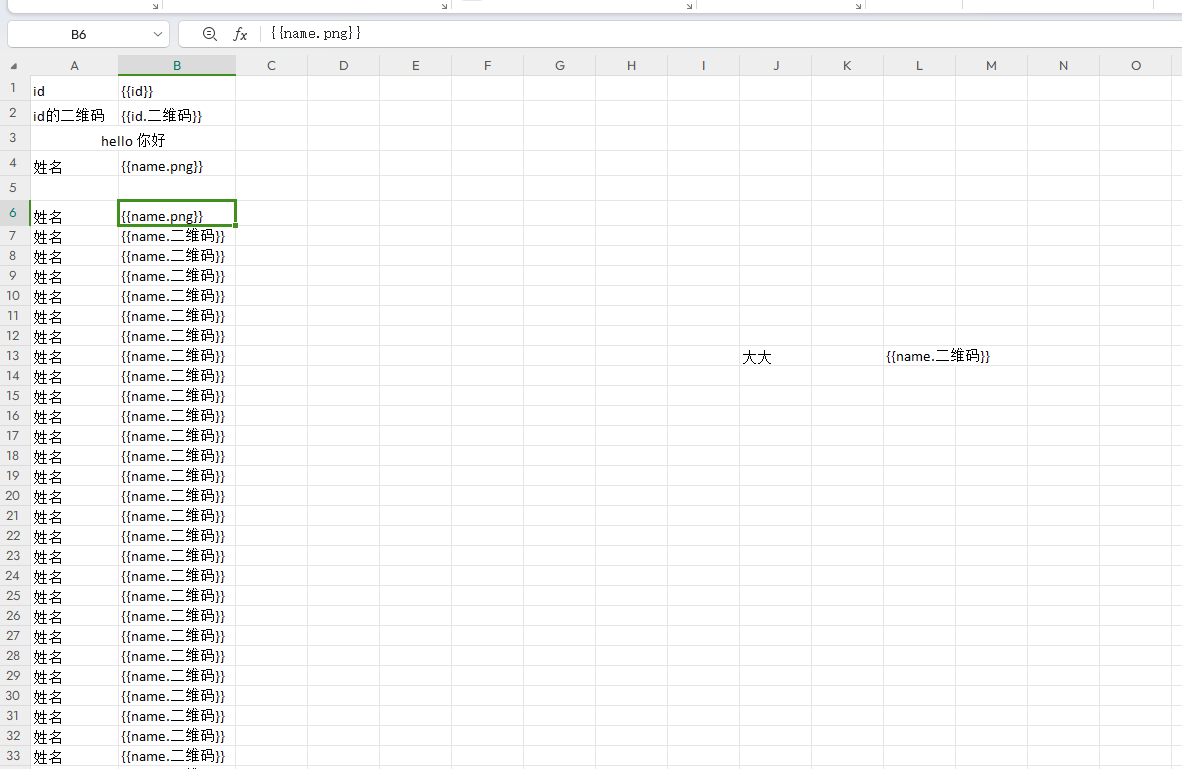 B6 fx {{name.png}}
A B C D E F G H I J K L M N O
1 id {{id}}
2 id的二维码 {{id.二维码}}
3 hello 你好
4 姓名 {{name.png}}
5
6 姓名 {{name.png}}
7 姓名 {{name.二维码}}
8 姓名 {{name.二维码}}
9 姓名 {{name.二维码}}
10 姓名 {{name.二维码}}
11 姓名 {{name.二维码}}
12 姓名 {{name.二维码}}
13 姓名 {{name.二维码}} 大大 {{name.二维码}}
14 姓名 {{name.二维码}}
15 姓名 {{name.二维码}}
16 姓名 {{name.二维码}}
17 姓名 {{name.二维码}}
18 姓名 {{name.二维码}}
19 姓名 {{name.二维码}}
20 姓名 {{name.二维码}}
21 姓名 {{name.二维码}}
22 姓名 {{name.二维码}}
23 姓名 {{name.二维码}}
24 姓名 {{name.二维码}}
25 姓名 {{name.二维码}}
26 姓名 {{name.二维码}}
27 姓名 {{name.二维码}}
28 姓名 {{name.二维码}}
29 姓名 {{name.二维码}}
30 姓名 {{name.二维码}}
31 姓名 {{name.二维码}}
32 姓名 {{name.二维码}}
33 姓名 {{name.二维码}}